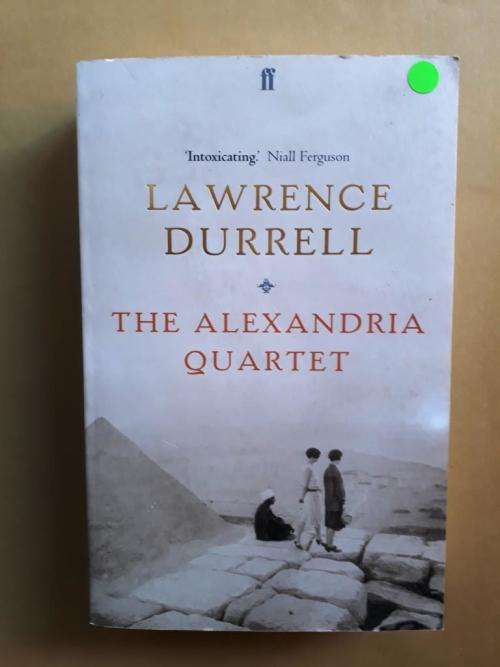 ff
‘Intoxicating.’ Niall Ferguson
LAWRENCE
DURRELL
THE ALEXANDRIA
QUARTET